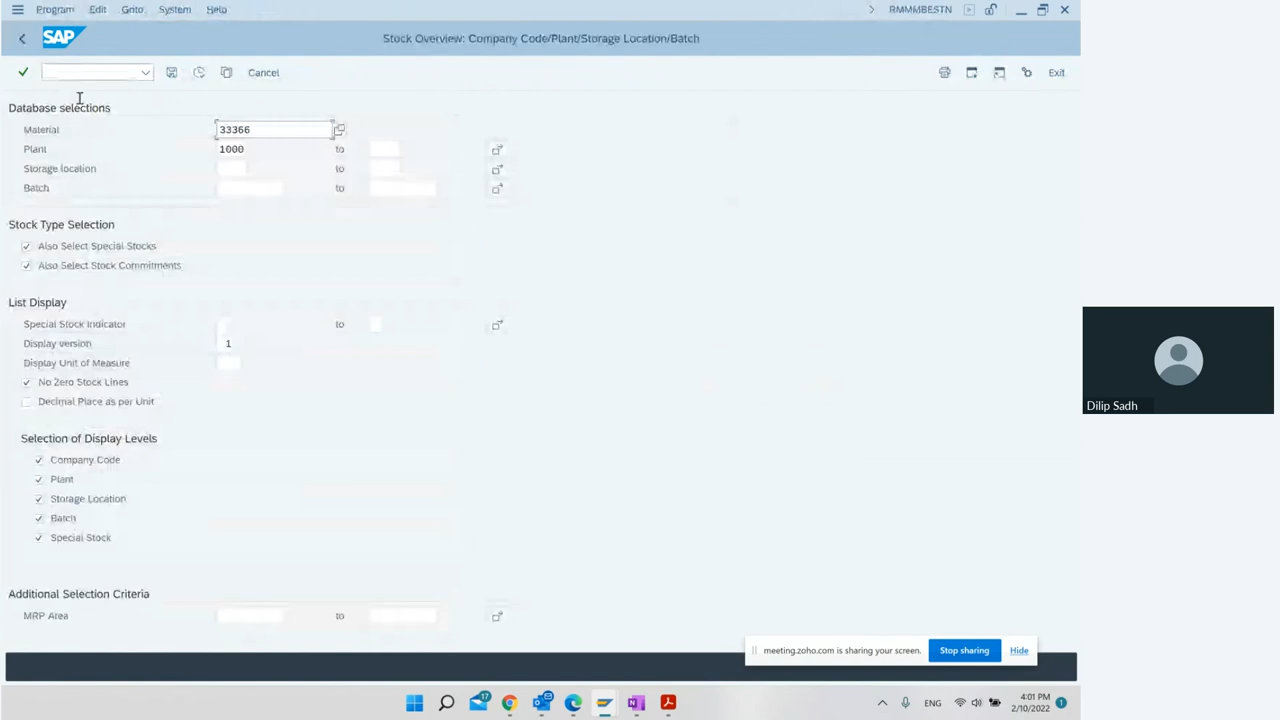 Program Edit Goto System Help RMMMBESTN
SAP Stock Overview: Company Code/Plant/Storage Location/Batch
Cancel Exit
Database selections
Material 33366
Plant 1000 to
Storage location to
Batch to
Stock Type Selection
Also Select Special Stocks
Also Select Stock Commitments
List Display
Special Stock Indicator to
Display version 1
Display Unit of Measure
No Zero Stock Lines
Decimal Place as per Unit
Selection of Display Levels
Company Code
Plant
Storage Location
Batch
Special Stock
Additional Selection Criteria
MRP Area to
meeting.zoho.com is sharing your screen. Stop sharing Hide
Dilip Sadh
17
ENG
4:01 PM
2/10/2022
1